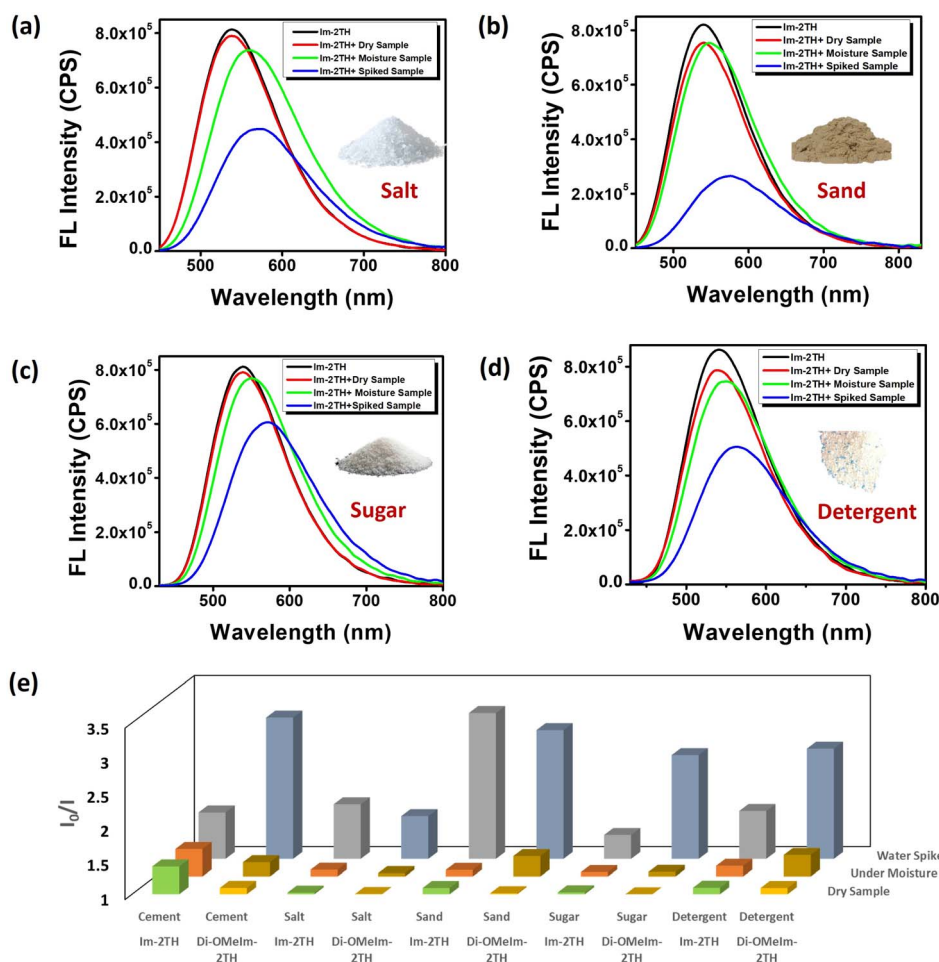 (a)
FL Intensity (CPS)
8.0x10⁵
6.0x10⁵
4.0x10⁵
2.0x10⁵
0.0
Im-2TH
Im-2TH+ Dry Sample
Im-2TH+ Moisture Sample
Im-2TH+ Spiked Sample
Salt
500 600 700 800
Wavelength (nm)
(b)
FL Intensity (CPS)
8.0x10⁵
6.0x10⁵
4.0x10⁵
2.0x10⁵
0.0
Im-2TH
Im-2TH+ Dry Sample
Im-2TH+ Moisture Sample
Im-2TH+ Spiked Sample
Sand
500 600 700 800
Wavelength (nm)
(c)
FL Intensity (CPS)
8.0x10⁵
6.0x10⁵
4.0x10⁵
2.0x10⁵
0.0
Im-2TH
Im-2TH+Dry Sample
Im-2TH+ Moisture Sample
Im-2TH+Spiked Sample
Sugar
500 600 700 800
Wavelength (nm)
(d)
FL Intensity (CPS)
8.0x10⁵
6.0x10⁵
4.0x10⁵
2.0x10⁵
0.0
Im-2TH
Im-2TH+ Dry Sample
Im-2TH+ Moisture Sample
Im-2TH+ Spiked Sample
Detergent
500 600 700 800
Wavelength (nm)
(e)
I₀/I
3.5
3
2.5
2
1.5
1
Water Spike
Under Moisture
Dry Sample
Cement Cement Salt Salt Sand Sand Sugar Sugar Detergent Detergent
Im-2TH Di-OMeIm- Im-2TH Di-OMeIm- Im-2TH Di-OMeIm- Im-2TH Di-OMeIm- Im-2TH Di-OMeIm-
2TH 2TH 2TH 2TH 2TH